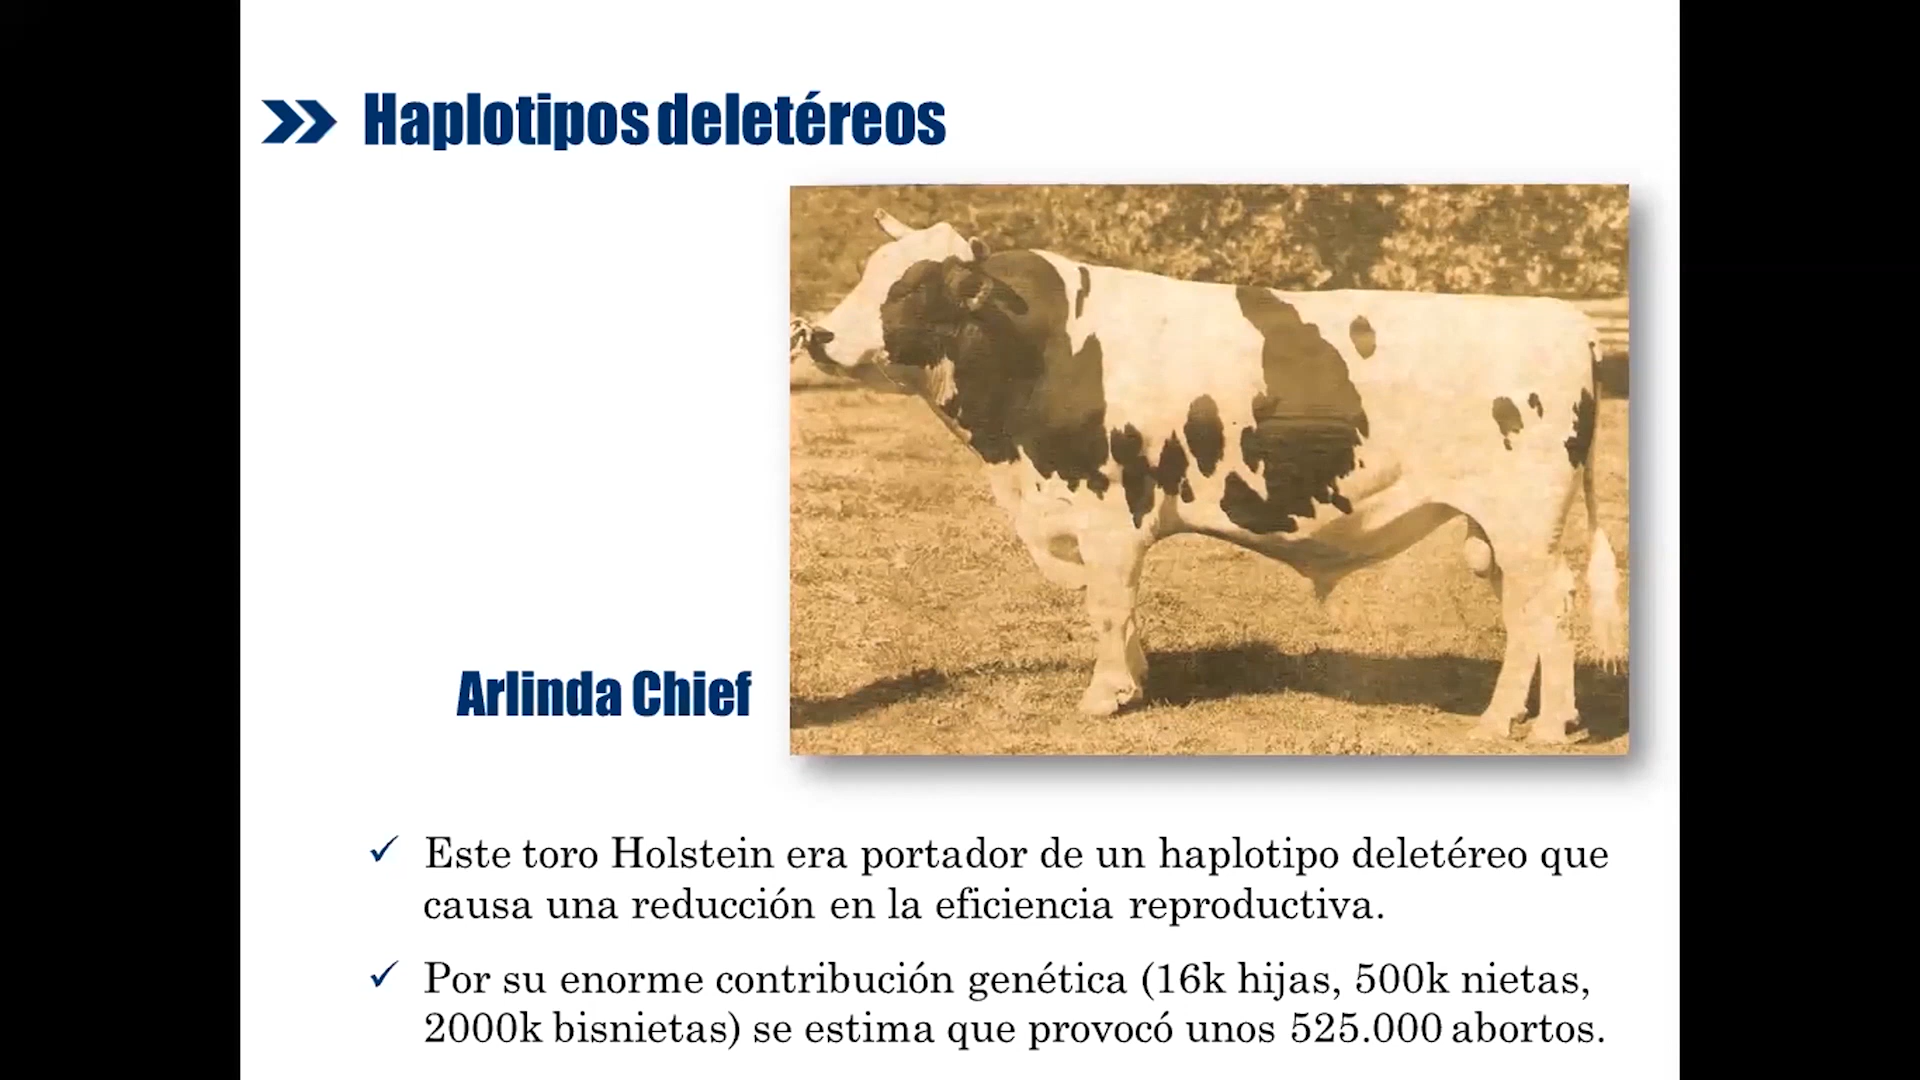 Haplotipos deletéreos
Arlinda Chief
Este toro Holstein era portador de un haplotipo deletéreo que
causa una reducción en la eficiencia reproductiva.
Por su enorme contribución genética (16k hijas, 500k nietas,
2000k bisnietas) se estima que provocó unos 525.000 abortos.